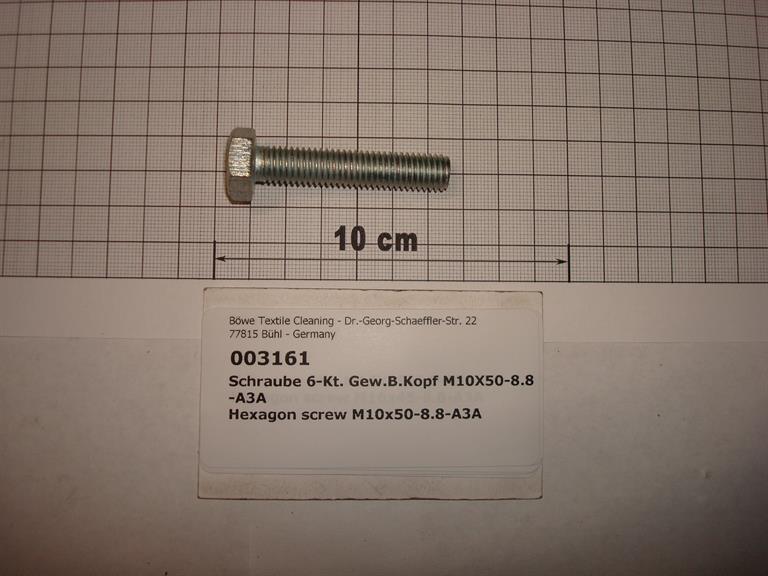 10 cm
Böwe Textile Cleaning - Dr.-Georg-Schaeffler-Str. 22
77815 Bühl - Germany
003161
Schraube 6-Kt. Gew.B.Kopf M10X50-8.8
-A3A
Hexagon screw M10x50-8.8-A3A